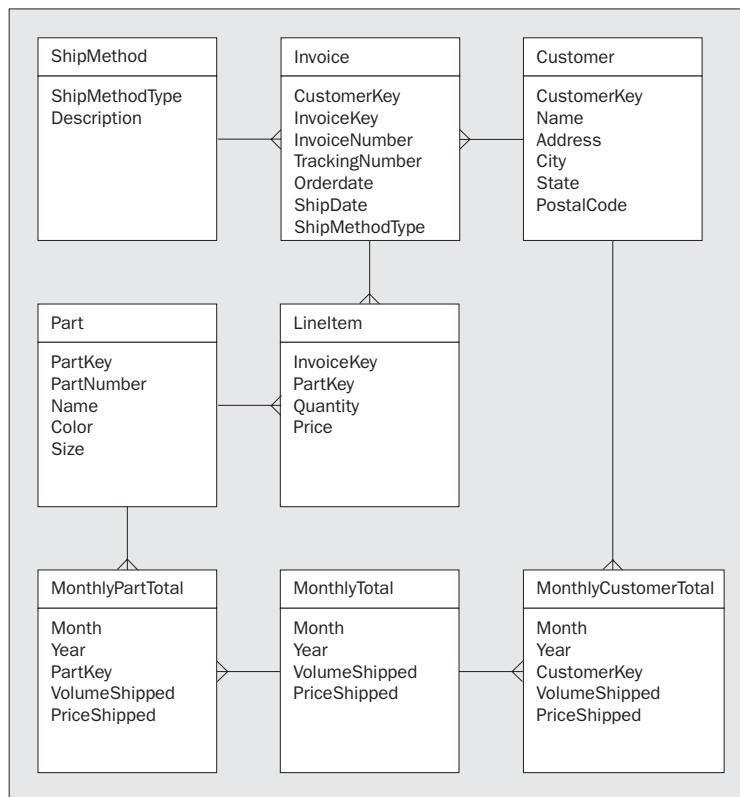 ShipMethod
ShipMethodType
Description
Invoice
CustomerKey
InvoiceKey
InvoiceNumber
TrackingNumber
Orderdate
ShipDate
ShipMethodType
Customer
CustomerKey
Name
Address
City
State
PostalCode
Part
PartKey
PartNumber
Name
Color
Size
LineItem
InvoiceKey
PartKey
Quantity
Price
MonthlyPartTotal
Month
Year
PartKey
VolumeShipped
PriceShipped
MonthlyTotal
Month
Year
VolumeShipped
PriceShipped
MonthlyCustomerTotal
Month
Year
CustomerKey
VolumeShipped
PriceShipped